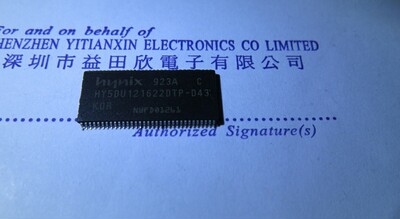 For and on behalf of
SHENZHEN YITIANXIN ELECTRONICS CO LIMITED
深圳市益田欣電子有限公司
hynix 923A C
HY5DU121622DTP-D43
KOR
Authorized Signature(s)